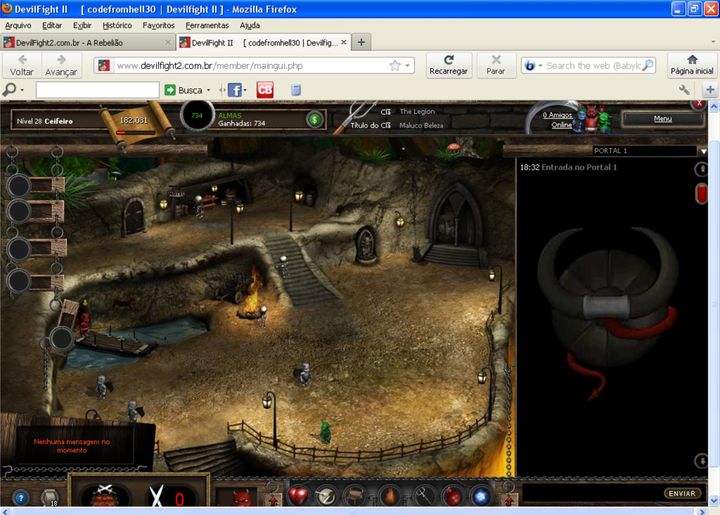 DevilFight II [ codefromhell30 | Devilfight II ] - Mozilla Firefox
Arquivo Editar Exibir Histórico Favoritos Ferramentas Ajuda
DevilFight2.com.br - A Rebelião
DevilFight II [ codefromhell30 | Devilfig...
Voltar Avançar
www.devilfight2.com.br/member/maingui.php
Recarregar Parar
Search the web (Babylo
Página inicial
Busca
CB
Nível 28 Ceifeiro
182.081
734
ALMAS
Ganhadas: 734
Clã The Legion
Título do Clã Maluco Beleza
0 Amigos
Online
Menu
PORTAL 1
18:32 Entrada no Portal 1
Nenhuma mensagem no
momento
18
0
ENVIAR